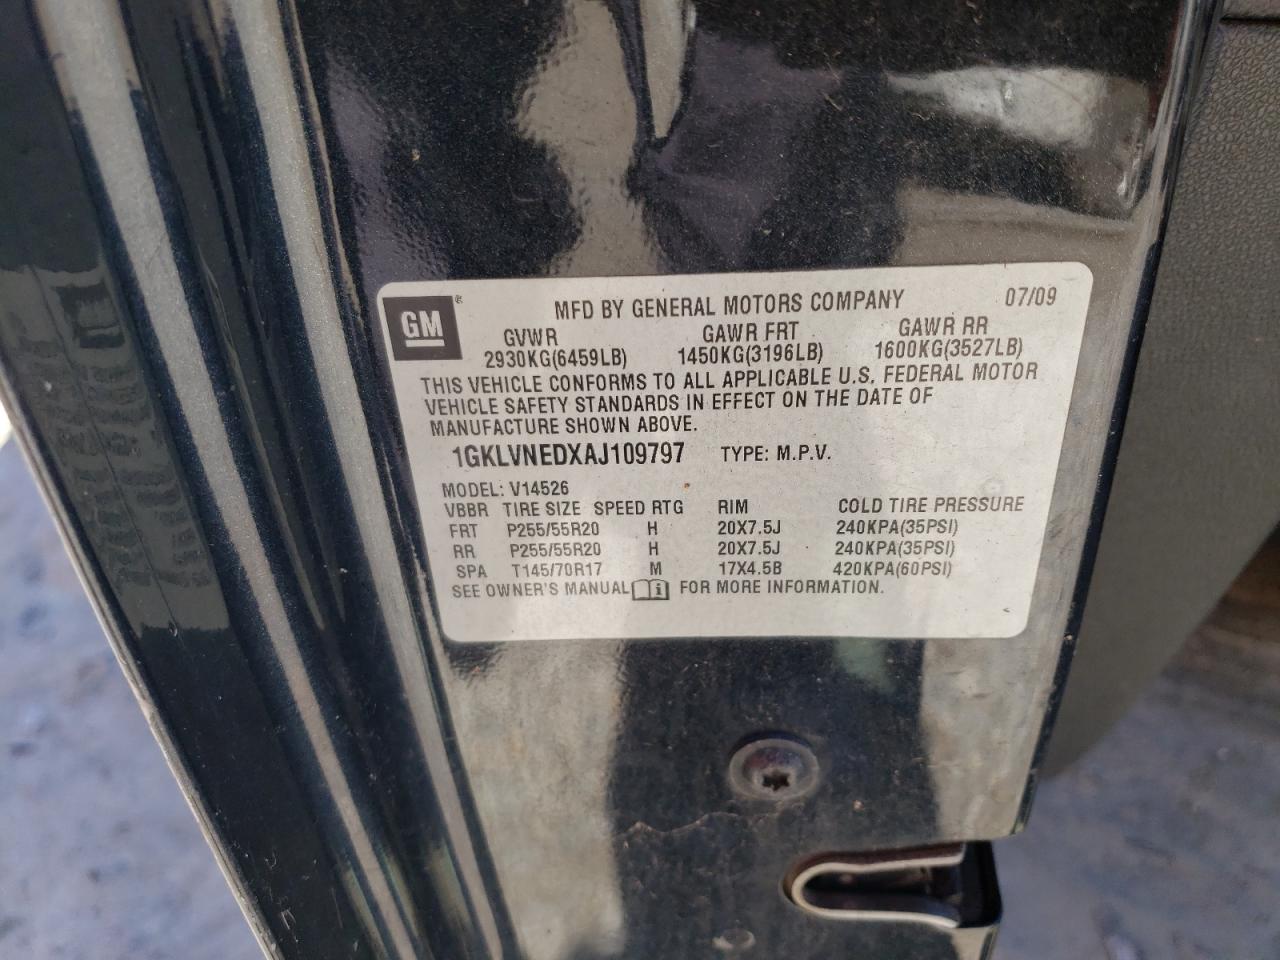 GM®
MFD BY GENERAL MOTORS COMPANY 07/09
GVWR GAWR FRT GAWR RR
2930KG(6459LB) 1450KG(3196LB) 1600KG(3527LB)
THIS VEHICLE CONFORMS TO ALL APPLICABLE U.S. FEDERAL MOTOR
VEHICLE SAFETY STANDARDS IN EFFECT ON THE DATE OF
MANUFACTURE SHOWN ABOVE.
1GKLVNEDXAJ109797 TYPE: M.P.V.
MODEL: V14526
VBBR TIRE SIZE SPEED RTG RIM COLD TIRE PRESSURE
FRT P255/55R20 H 20X7.5J 240KPA(35PSI)
RR P255/55R20 H 20X7.5J 240KPA(35PSI)
SPA T145/70R17 M 17X4.5B 420KPA(60PSI)
SEE OWNER'S MANUAL i FOR MORE INFORMATION.